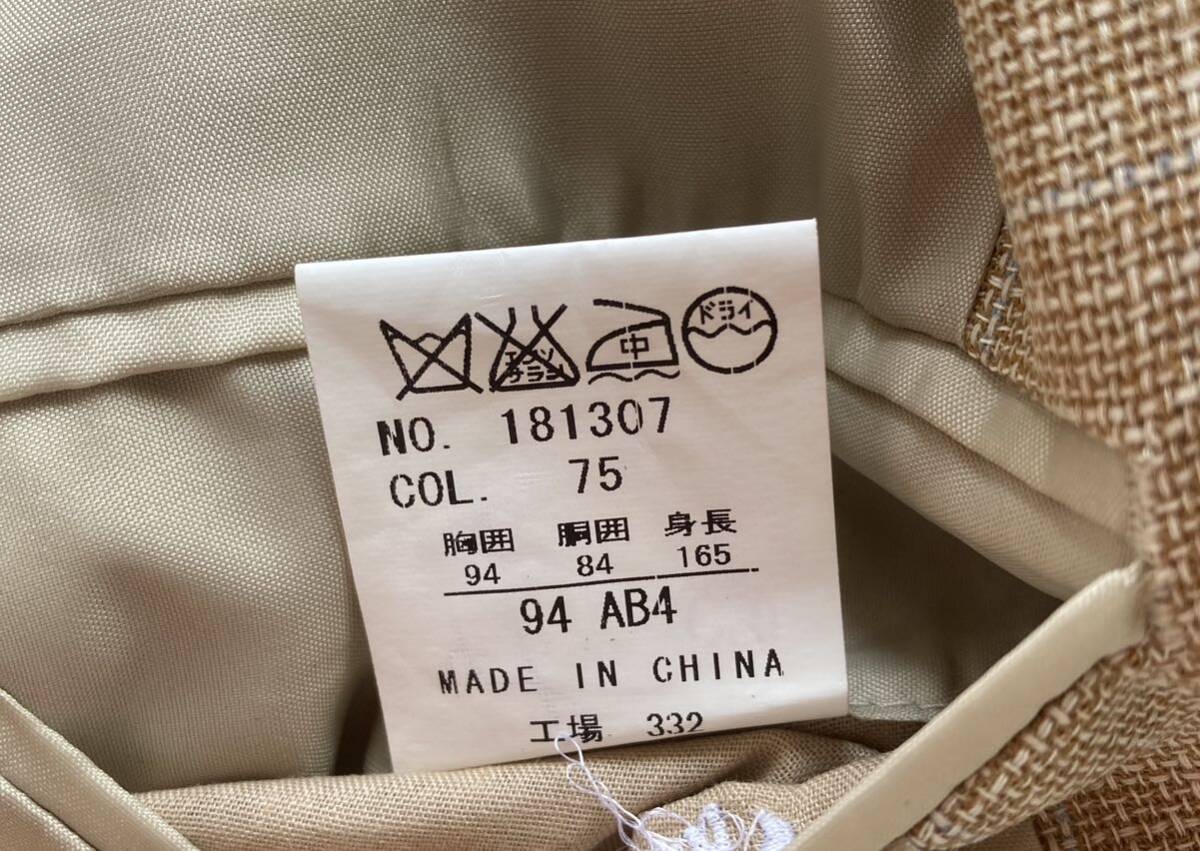 エンソ
サラシ
中
ドライ
NO. 181307
COL. 75
胸囲 胴囲 身長
94 84 165
94 AB4
MADE IN CHINA
工場 332